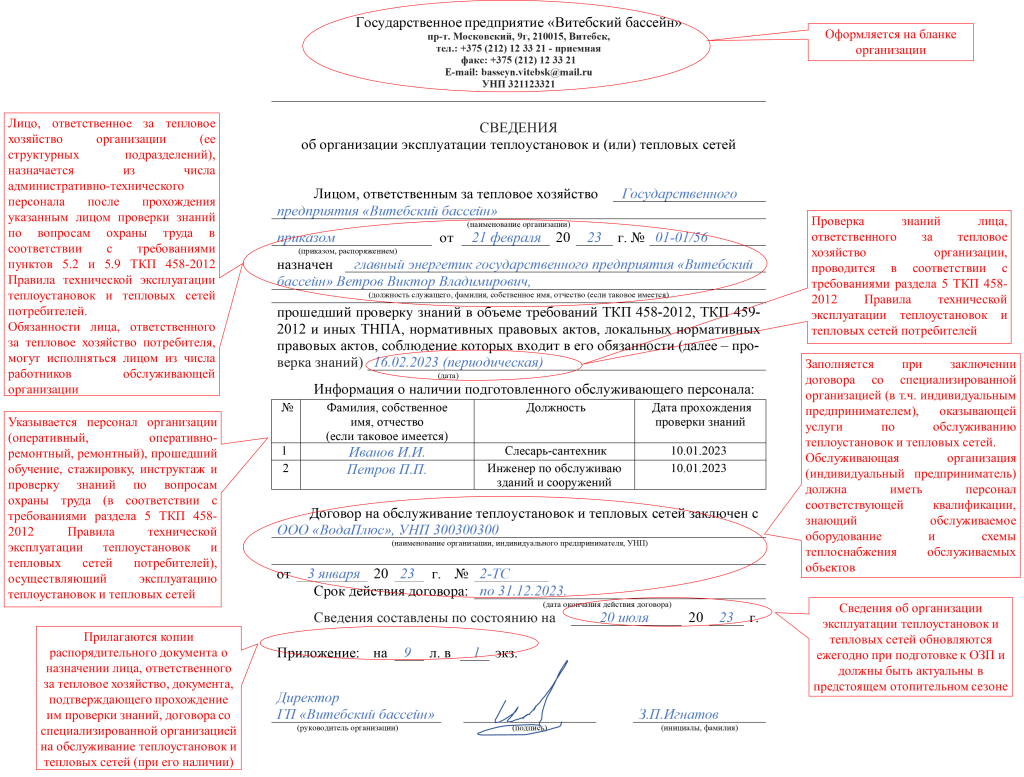 Государственное предприятие «Витебский бассейн»
пр-т. Московский, 9г, 210015, Витебск,
тел.: +375 (212) 12 33 21 - приемная
факс: +375 (212) 12 33 21
E-mail: basseyn.vitebsk@mail.ru
УНП 321123321
Оформляется на бланке
организации
СВЕДЕНИЯ
об организации эксплуатации теплоустановок и (или) тепловых сетей
Лицо, ответственное за тепловое
хозяйство организации (ее
структурных подразделений),
назначается из числа
административно-технического
персонала после прохождения
указанным лицом проверки знаний
по вопросам охраны труда в
соответствии с требованиями
пунктов 5.2 и 5.9 ТКП 458-2012
Правила технической эксплуатации
теплоустановок и тепловых сетей
потребителей.
Обязанности лица, ответственного
за тепловое хозяйство потребителя,
могут исполняться лицом из числа
работников обслуживающей
организации
Лицом, ответственным за тепловое хозяйство Государственного
предприятия «Витебский бассейн»
(наименование организации)
приказом от 21 февраля 20 23 г. № 01-01/56
(приказом, распоряжением)
назначен главный энергетик государственного предприятия «Витебский
бассейн» Ветров Виктор Владимирович,
(должность служащего, фамилия, собственное имя, отчество (если таковое имеется)
прошедший проверку знаний в объеме требований ТКП 458-2012, ТКП 459-
2012 и иных ТНПА, нормативных правовых актов, локальных нормативных
правовых актов, соблюдение которых входит в его обязанности (далее – про-
верка знаний) 16.02.2023 (периодическая)
(дата)
Проверка знаний лица,
ответственного за тепловое
хозяйство организации,
проводится в соответствии с
требованиями раздела 5 ТКП 458-
2012 Правила технической
эксплуатации теплоустановок и
тепловых сетей потребителей
Информация о наличии подготовленного обслуживающего персонала:
№ Фамилия, собственное Должность Дата прохождения
имя, отчество проверки знаний
(если таковое имеется)
1 Иванов И.И. Слесарь-сантехник 10.01.2023
2 Петров П.П. Инженер по обслуживаю 10.01.2023
зданий и сооружений
Указывается персонал организации
(оперативный, оперативно-
ремонтный, ремонтный), прошедший
обучение, стажировку, инструктаж и
проверку знаний по вопросам
охраны труда (в соответствии с
требованиями раздела 5 ТКП 458-
2012 Правила технической
эксплуатации теплоустановок и
тепловых сетей потребителей),
осуществляющий эксплуатацию
теплоустановок и тепловых сетей
Заполняется при заключении
договора со специализированной
организацией (в т.ч. индивидуальным
предпринимателем), оказывающей
услуги по обслуживанию
теплоустановок и тепловых сетей.
Обслуживающая организация
(индивидуальный предприниматель)
должна иметь персонал
соответствующей квалификации,
знающий обслуживаемое
оборудование и схемы
теплоснабжения обслуживаемых
объектов
Договор на обслуживание теплоустановок и тепловых сетей заключен с
ООО «ВодаПлюс», УНП 300300300
(наименование организации, индивидуального предпринимателя, УНП)
от 3 января 20 23 г. № 2-ТС
Срок действия договора: по 31.12.2023.
(дата окончания действия договора)
Сведения составлены по состоянию на 20 июля 20 23 г.
Сведения об организации
эксплуатации теплоустановок и
тепловых сетей обновляются
ежегодно при подготовке к ОЗП и
должны быть актуальны в
предстоящем отопительном сезоне
Приложение: на 9 л. в 1 экз.
Прилагаются копии
распорядительного документа о
назначении лица, ответственного
за тепловое хозяйство, документа,
подтверждающего прохождение
им проверки знаний, договора со
специализированной организацией
на обслуживание теплоустановок и
тепловых сетей (при его наличии)
Директор
ГП «Витебский бассейн» З.П.Игнатов
(руководитель организации) (подпись) (инициалы, фамилия)